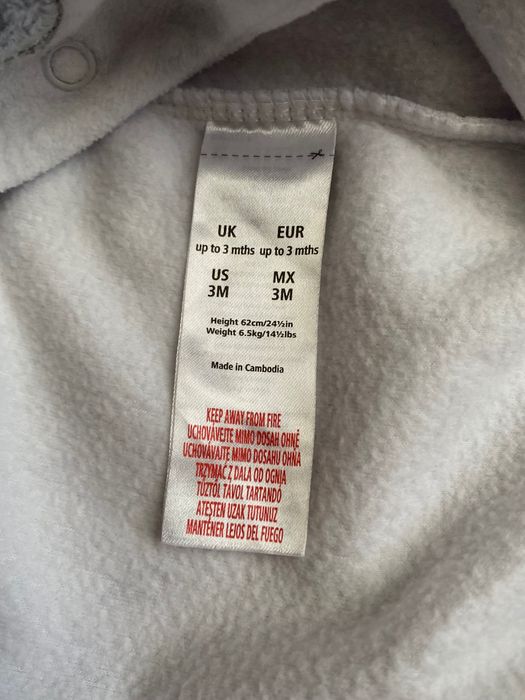 UK EUR
up to 3 mths up to 3 mths
US MX
3M 3M
Height 62cm/24½in
Weight 6.5kg/14½lbs
Made in Cambodia
KEEP AWAY FROM FIRE
UCHOVÁVEJTE MIMO DOSAH OHNĚ
UCHOVÁVAJTE MIMO DOSAHU OHŇA
TRZYMAĆ Z DALA OD OGNIA
TŰZTŐL TÁVOL TARTANDÓ
ATEŞTEN UZAK TUTUNUZ
MANTENER LEJOS DEL FUEGO